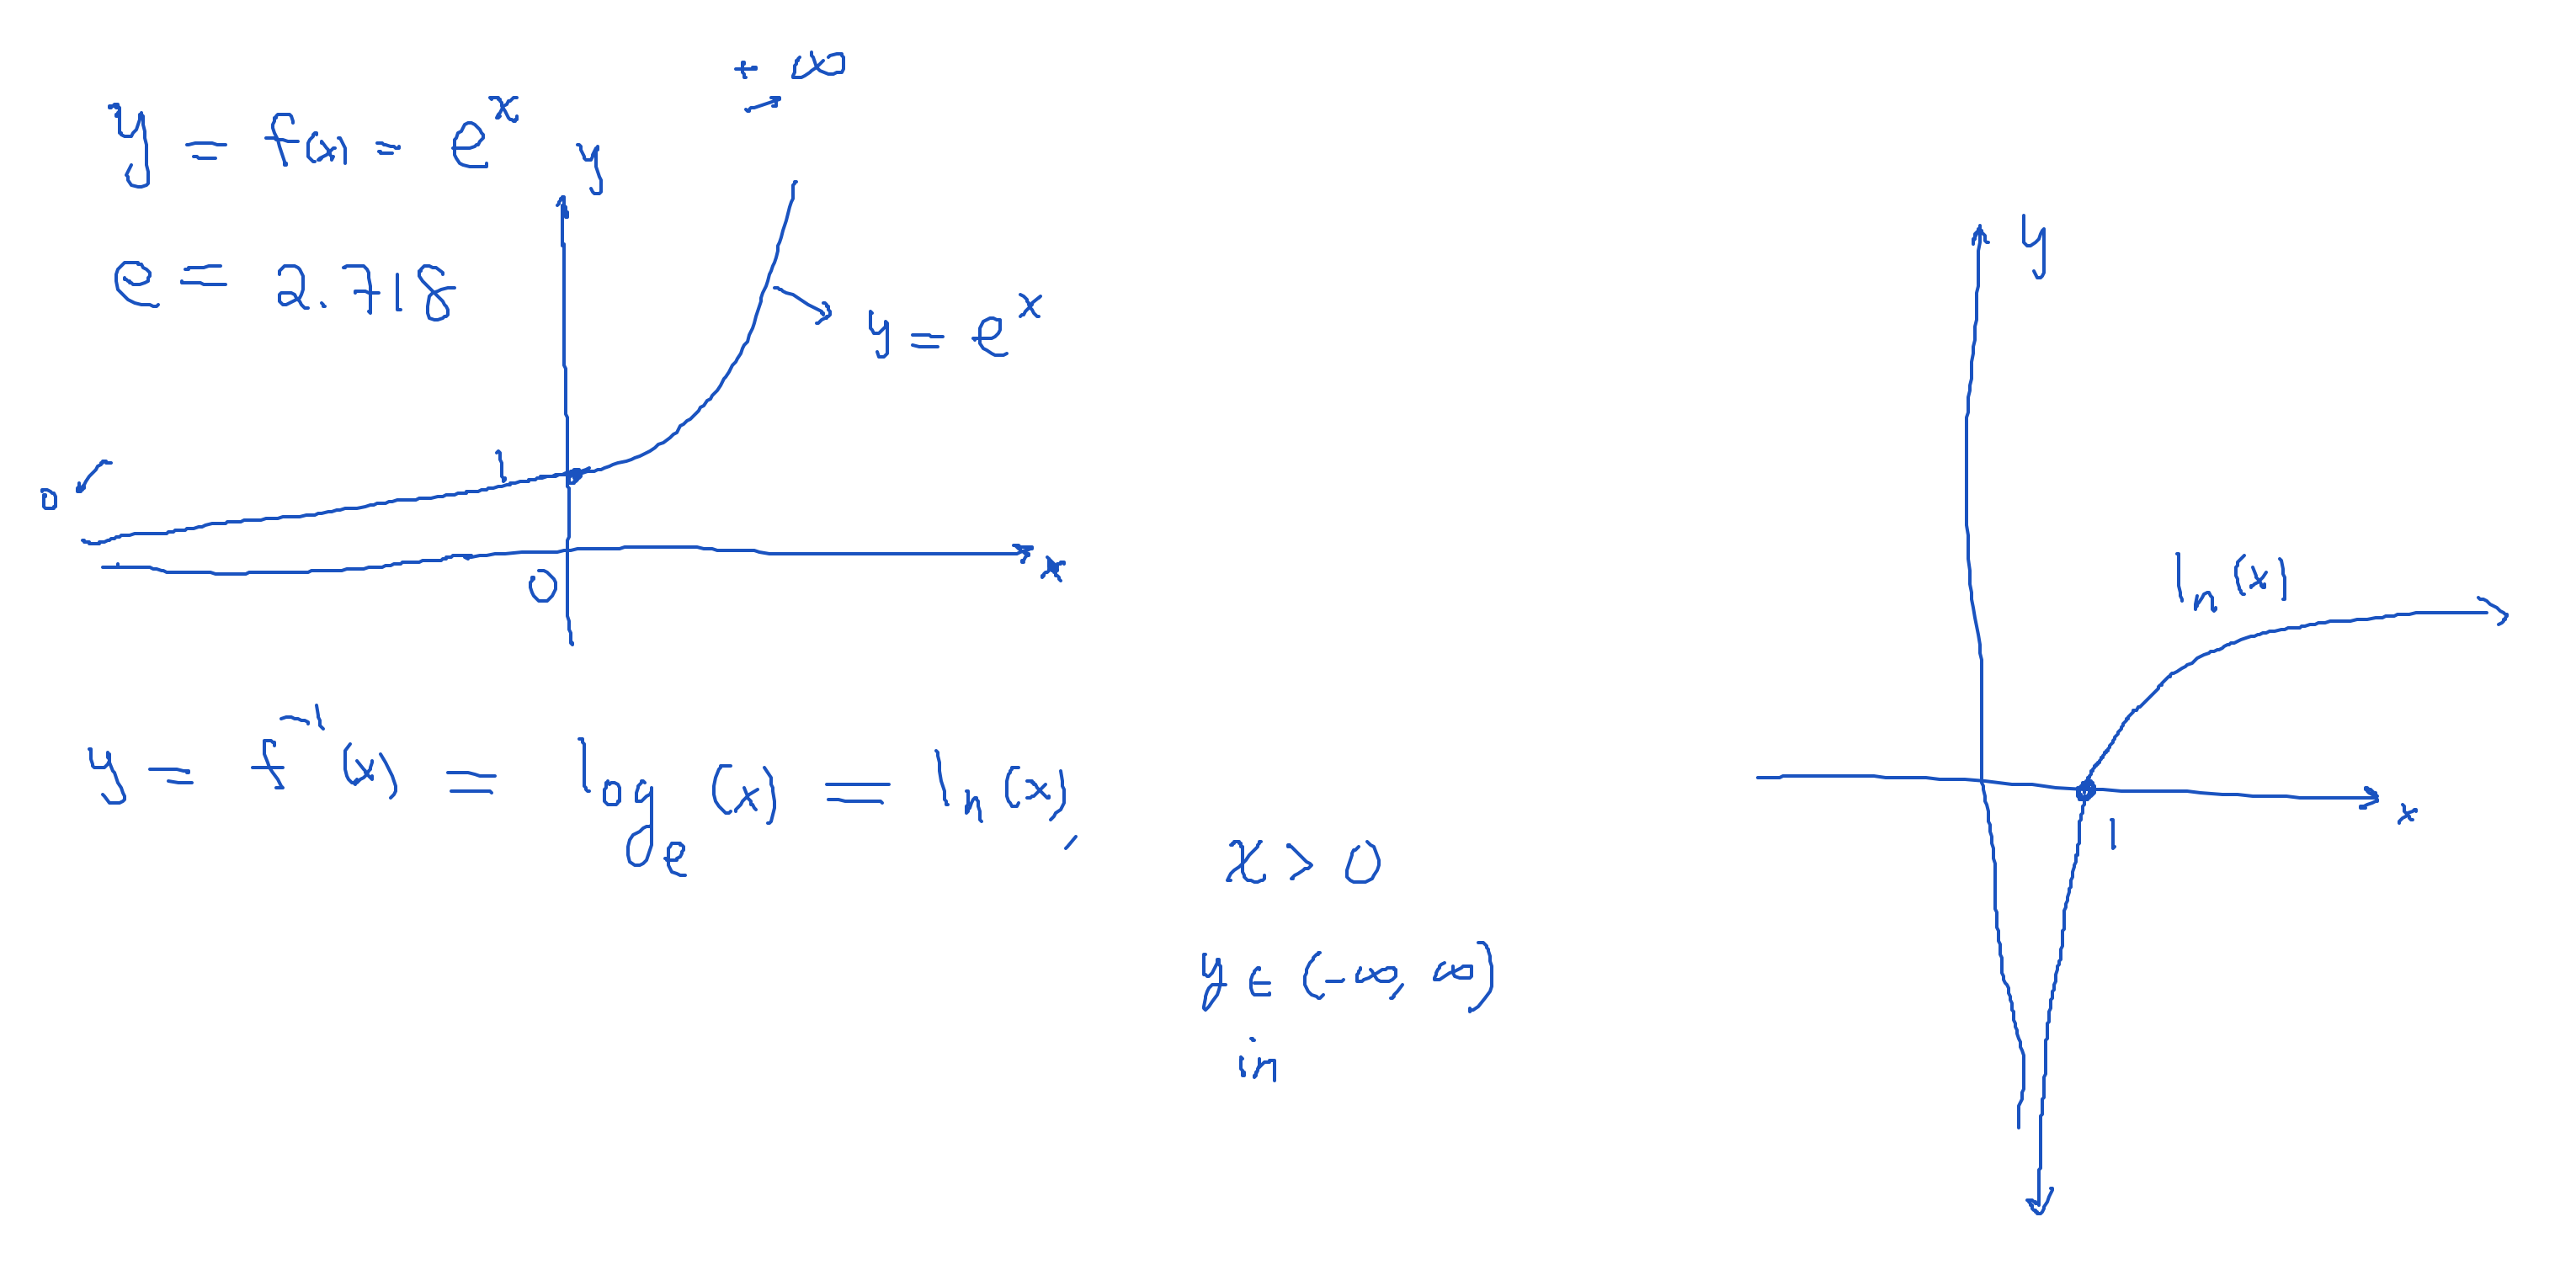 + ∞
y = f(x) = e^x
y
e = 2.718
y = e^x
1
0
0
x
y = f^-1 (x) = log_e (x) = ln(x),
x > 0
y ∈ (-∞, ∞)
in
y
ln(x)
1
x